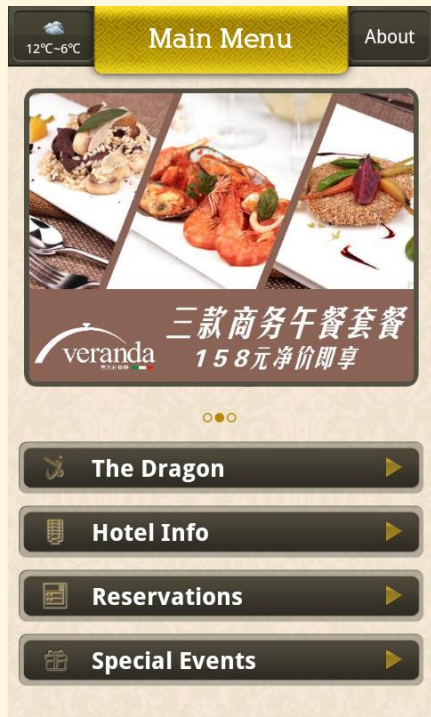 12℃~6℃
Main Menu
About
三款商务午餐套餐
158元净价即享
veranda
The Dragon
Hotel Info
Reservations
Special Events